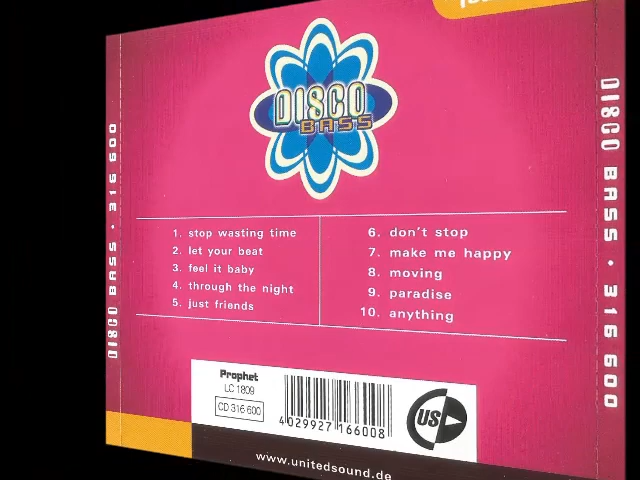 DISCO
BASS
DISCO BASS • 316 600
DISCO BASS • 316 600
1. stop wasting time
2. let your beat
3. feel it baby
4. through the night
5. just friends
6. don't stop
7. make me happy
8. moving
9. paradise
10. anything
Prophet
LC 1809
CD 316 600
4 029927 166008
US
www.unitedsound.de